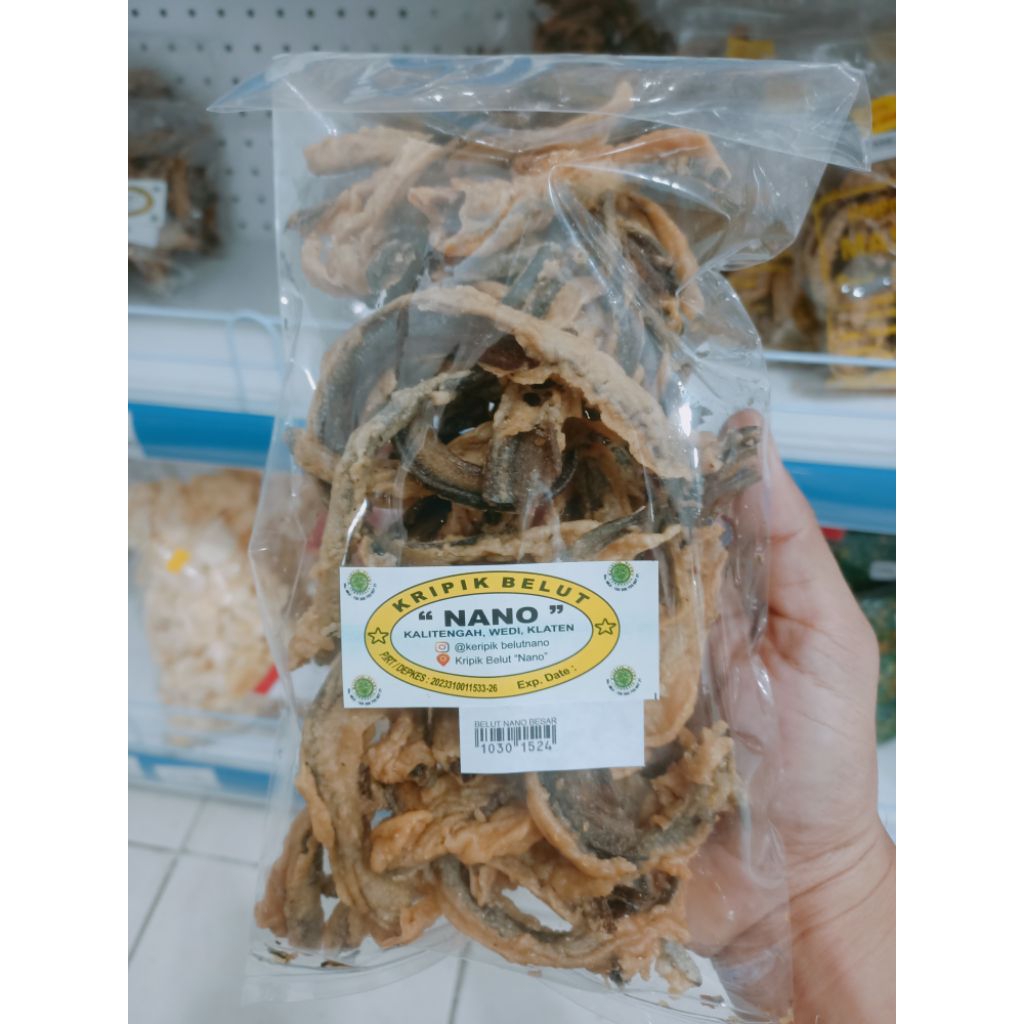 KRIPIK BELUT
“ NANO ”
KALITENGAH, WEDI, KLATEN
@keripik belutnano
Kripik Belut “Nano”
PIRT / DEPKES : 2023310011533-26 Exp. Date :
BELUT NANO BESAR
1030 1524
MA